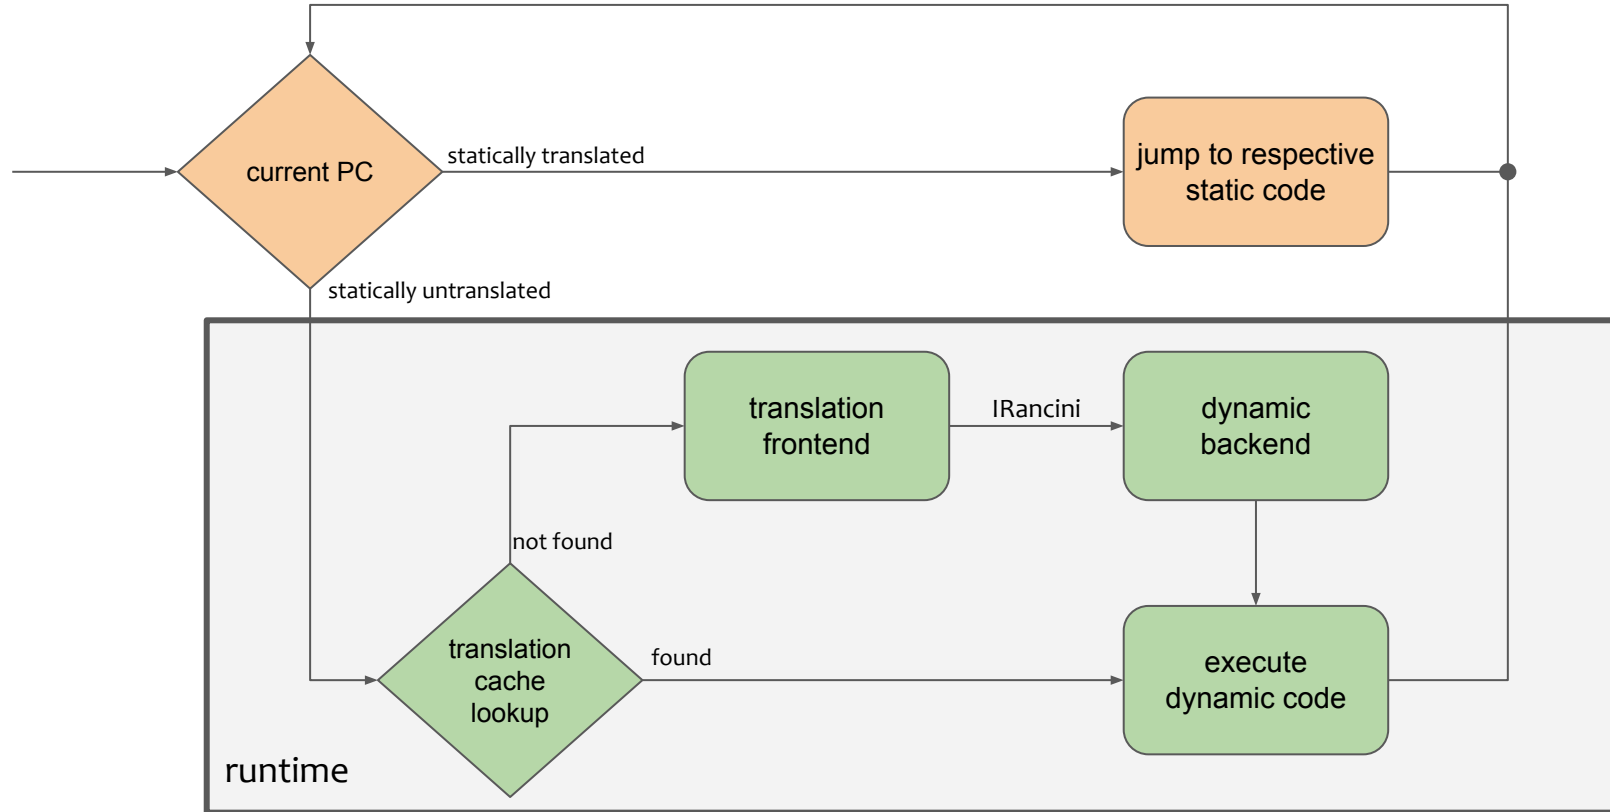 current PC
statically translated
jump to respective
static code
statically untranslated
translation
frontend
IRancini
dynamic
backend
not found
translation
cache
lookup
found
execute
dynamic code
runtime